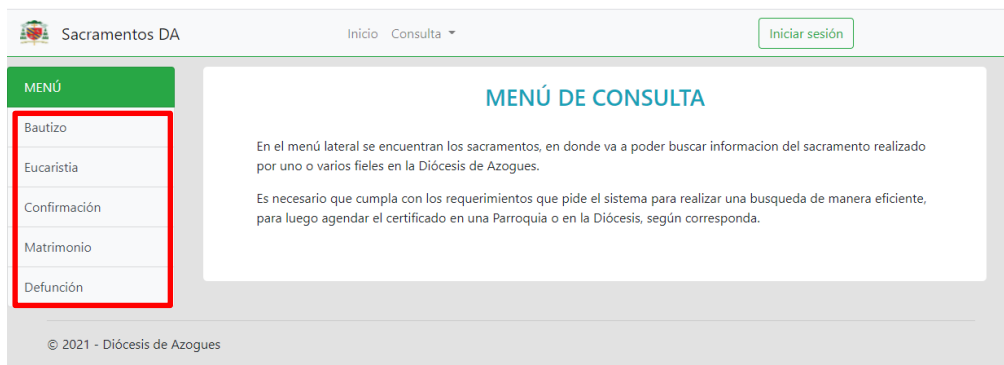 Sacramentos DA
Inicio Consulta
Iniciar sesión
MENÚ
Bautizo
Eucaristia
Confirmación
Matrimonio
Defunción
MENÚ DE CONSULTA
En el menú lateral se encuentran los sacramentos, en donde va a poder buscar informacion del sacramento realizado
por uno o varios fieles en la Diócesis de Azogues.
Es necesario que cumpla con los requerimientos que pide el sistema para realizar una busqueda de manera eficiente,
para luego agendar el certificado en una Parroquia o en la Diócesis, según corresponda.
© 2021 - Diócesis de Azogues